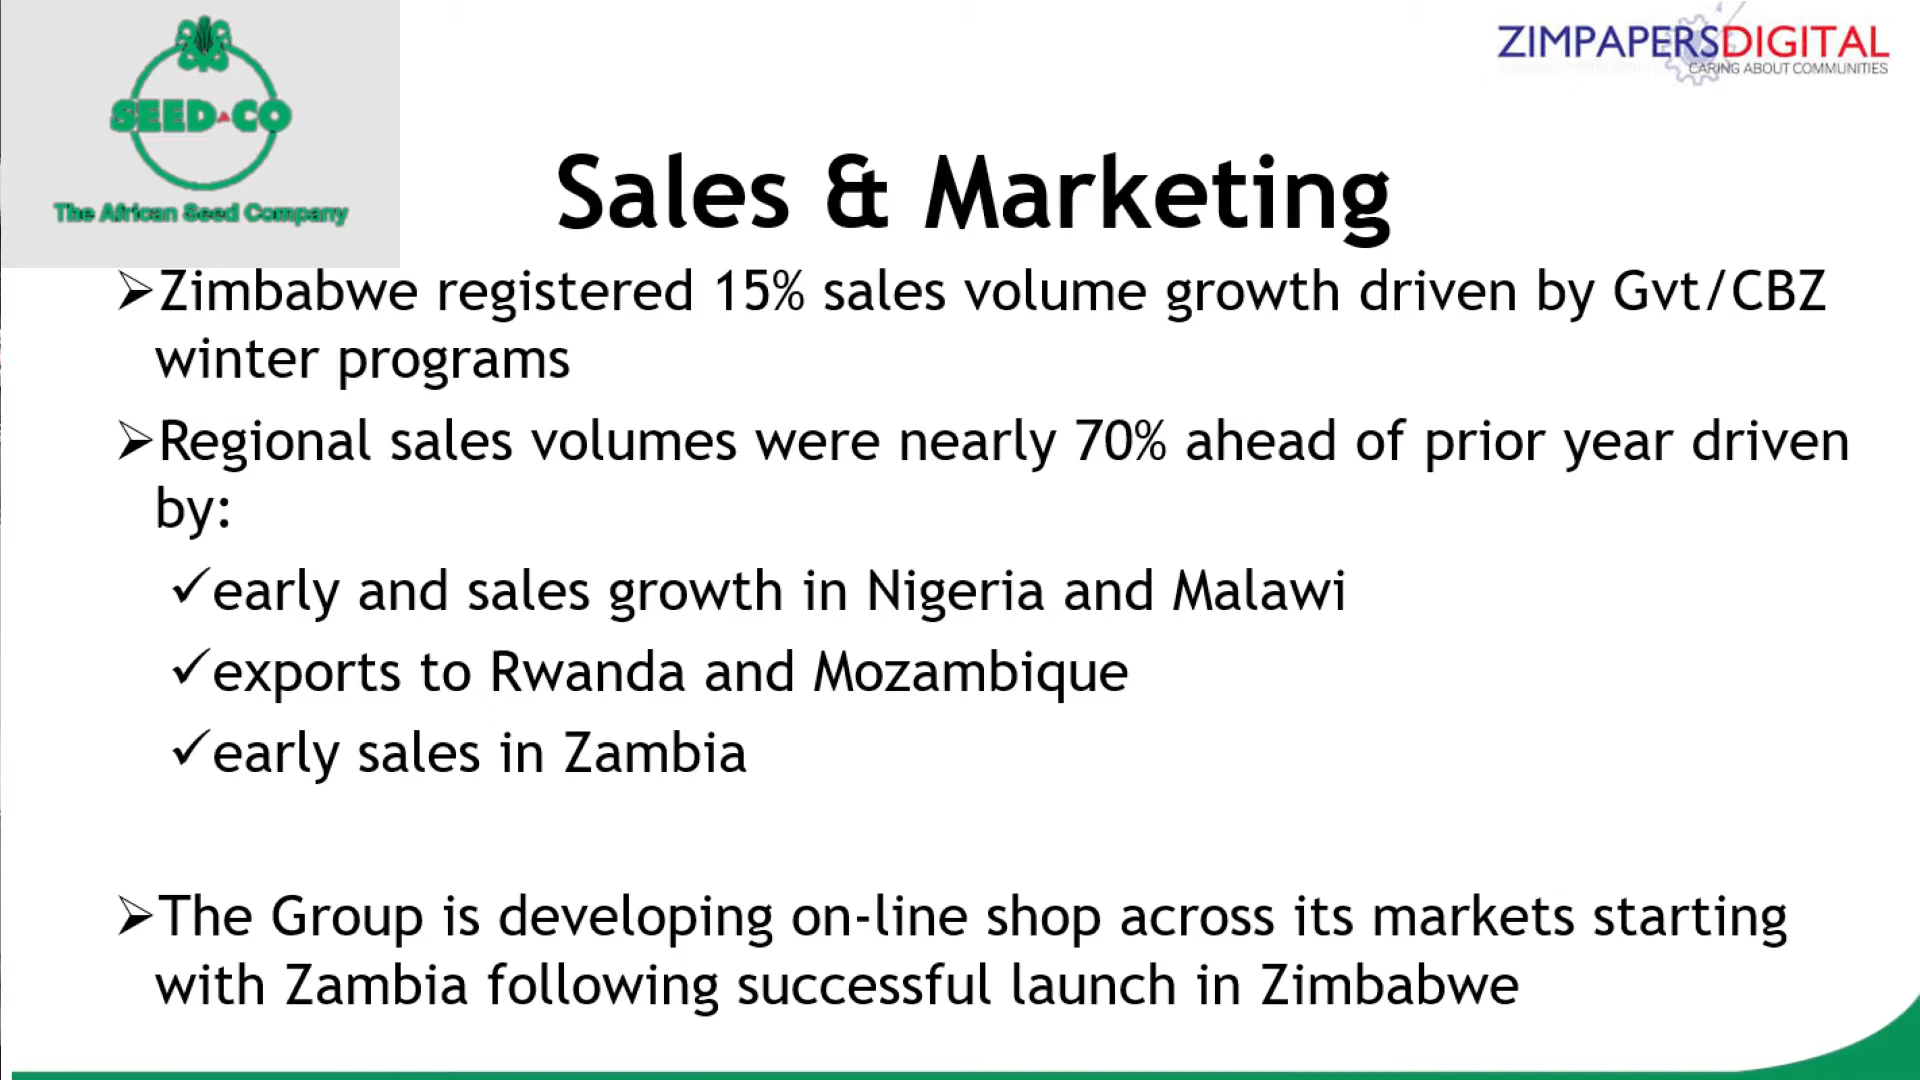 SEED CO
The African Seed Company
ZIMPAPERSDIGITAL
CARING ABOUT COMMUNITIES
Sales & Marketing
➢Zimbabwe registered 15% sales volume growth driven by Gvt/CBZ
winter programs
➢Regional sales volumes were nearly 70% ahead of prior year driven
by:
✓early and sales growth in Nigeria and Malawi
✓exports to Rwanda and Mozambique
✓early sales in Zambia
➢The Group is developing on-line shop across its markets starting
with Zambia following successful launch in Zimbabwe